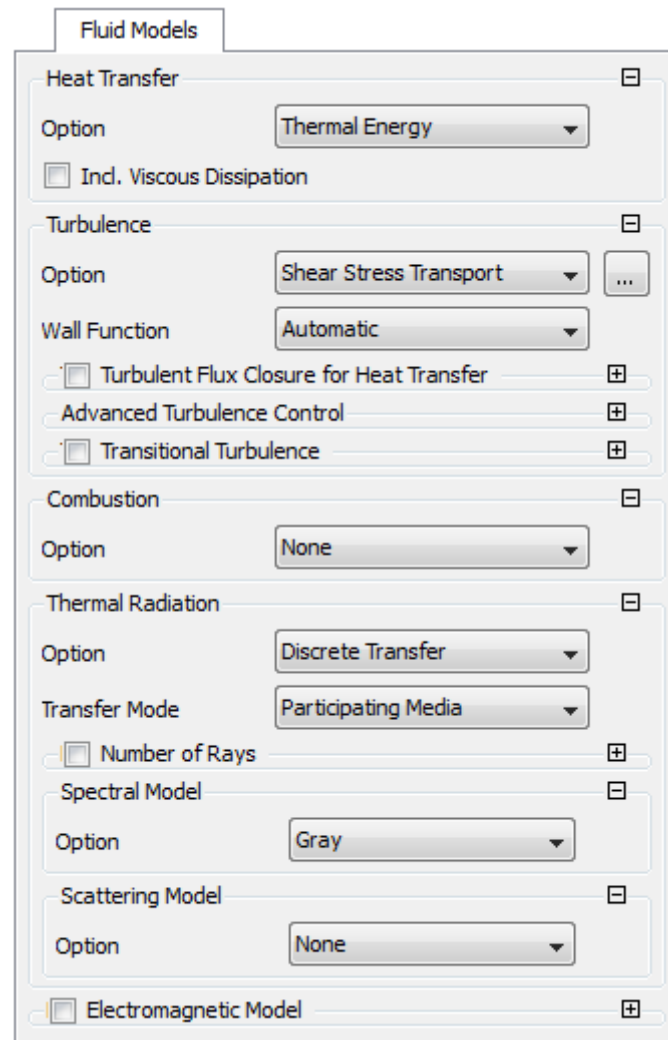 Fluid Models
Heat Transfer
Option Thermal Energy
Incl. Viscous Dissipation
Turbulence
Option Shear Stress Transport ...
Wall Function Automatic
Turbulent Flux Closure for Heat Transfer
Advanced Turbulence Control
Transitional Turbulence
Combustion
Option None
Thermal Radiation
Option Discrete Transfer
Transfer Mode Participating Media
Number of Rays
Spectral Model
Option Gray
Scattering Model
Option None
Electromagnetic Model